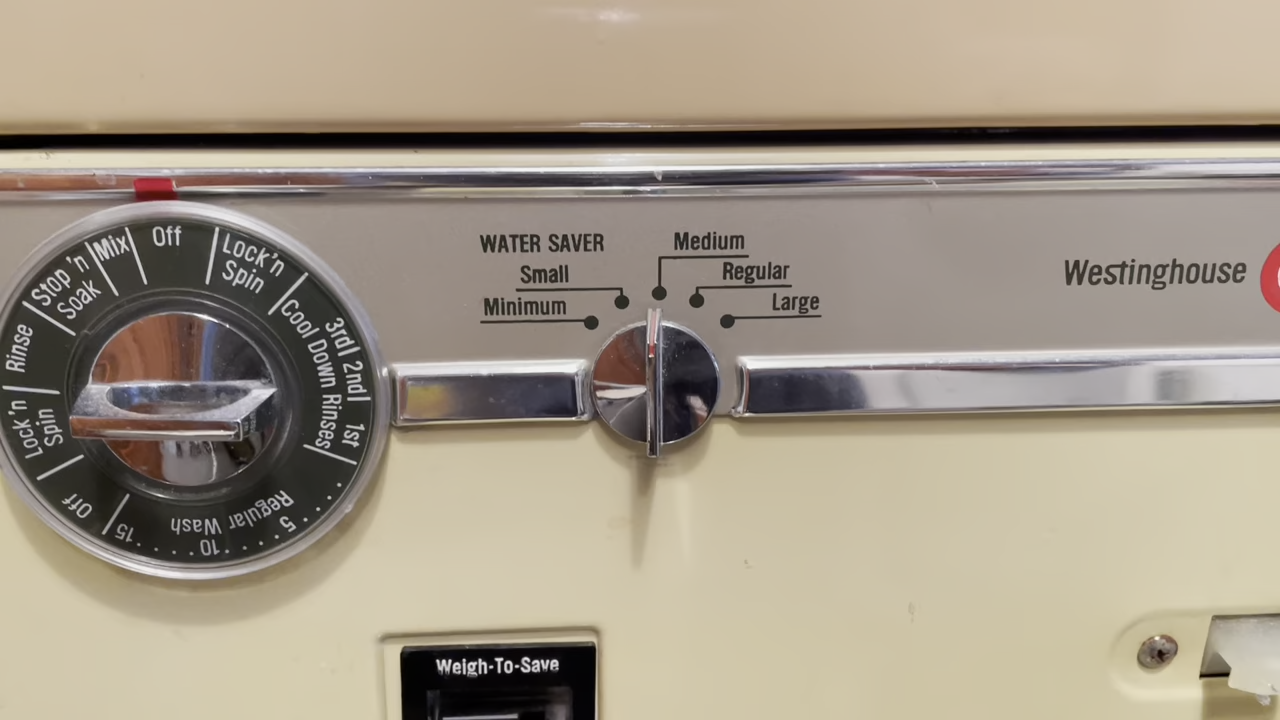 Off
Lock'n
Spin
3rd 2nd 1st
Cool Down Rinses
5
Regular Wash
10
15
Off
Lock'n
Spin
Rinse
Stop 'n
Soak
Mix
WATER SAVER
Small
Minimum
Medium
Regular
Large
Westinghouse
Weigh-To-Save